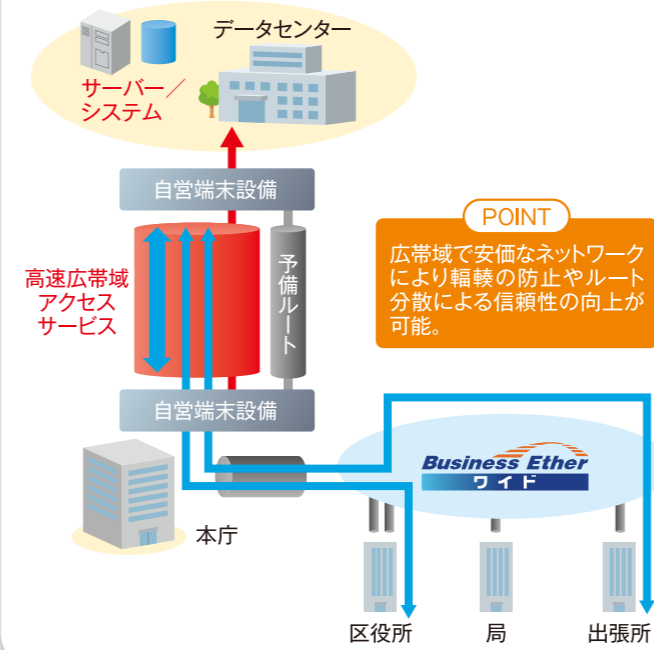 データセンター
サーバー／
システム
自営端末設備
高速広帯域
アクセス
サービス
予備ルート
POINT
広帯域で安価なネットワーク
により輻輳の防止やルート
分散による信頼性の向上が
可能。
自営端末設備
本庁
Business Ether
ワイド
区役所
局
出張所